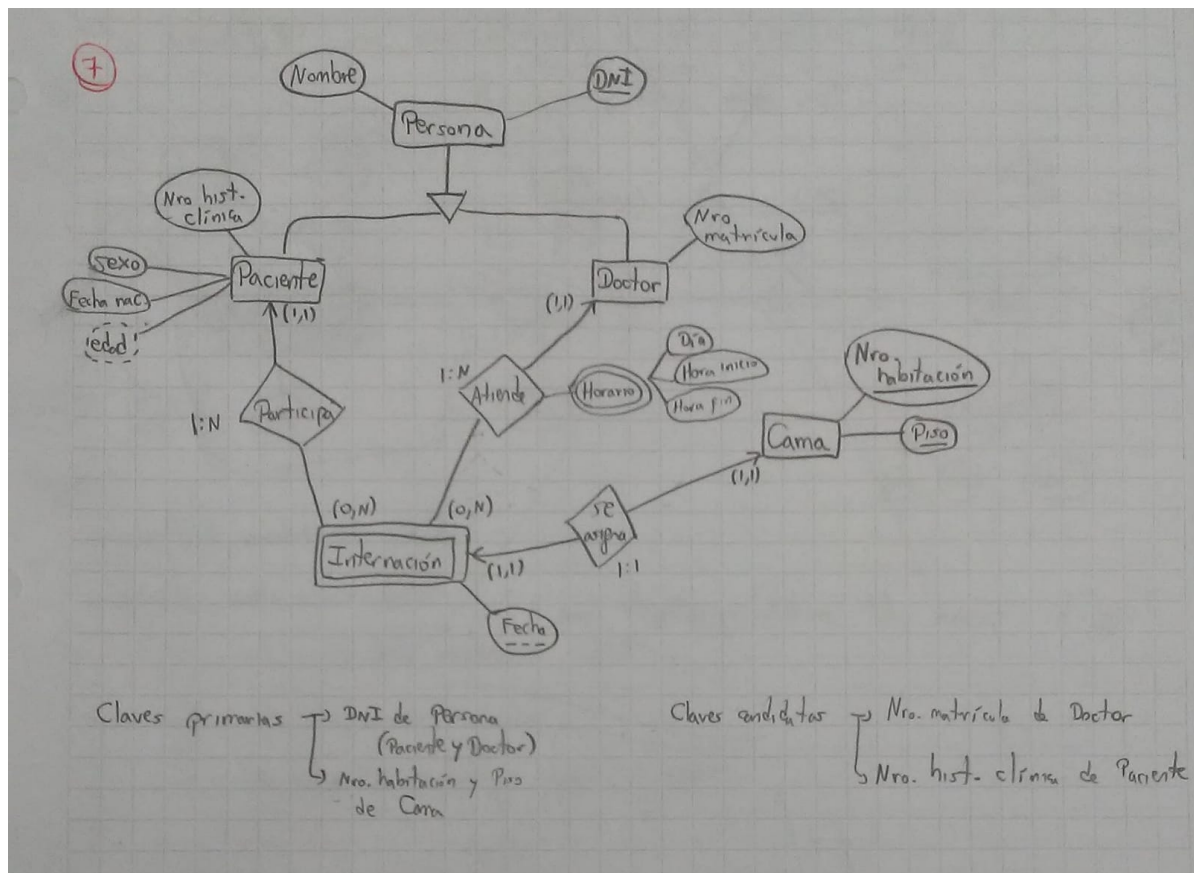 7
Nombre
DNI
Persona
Nro. hist.
clínica
Nro.
matrícula
Sexo
Paciente
Doctor
Fecha nac.
(1,1)
(1,1)
edad
Día
Hora inicio
Nro.
habitación
1:N
Atiende
Horario
Hora fin
1:N
Participa
Cama
Piso
(1,1)
(0,N)
(0,N)
se
asigna
Internación
(1,1)
1:1
Fecha
Claves primarias → DNI de Persona
(Paciente y Doctor)
Nro. habitación y Piso
de Cama
Claves candidatas → Nro. matrícula de Doctor
Nro. hist. clínica de Paciente